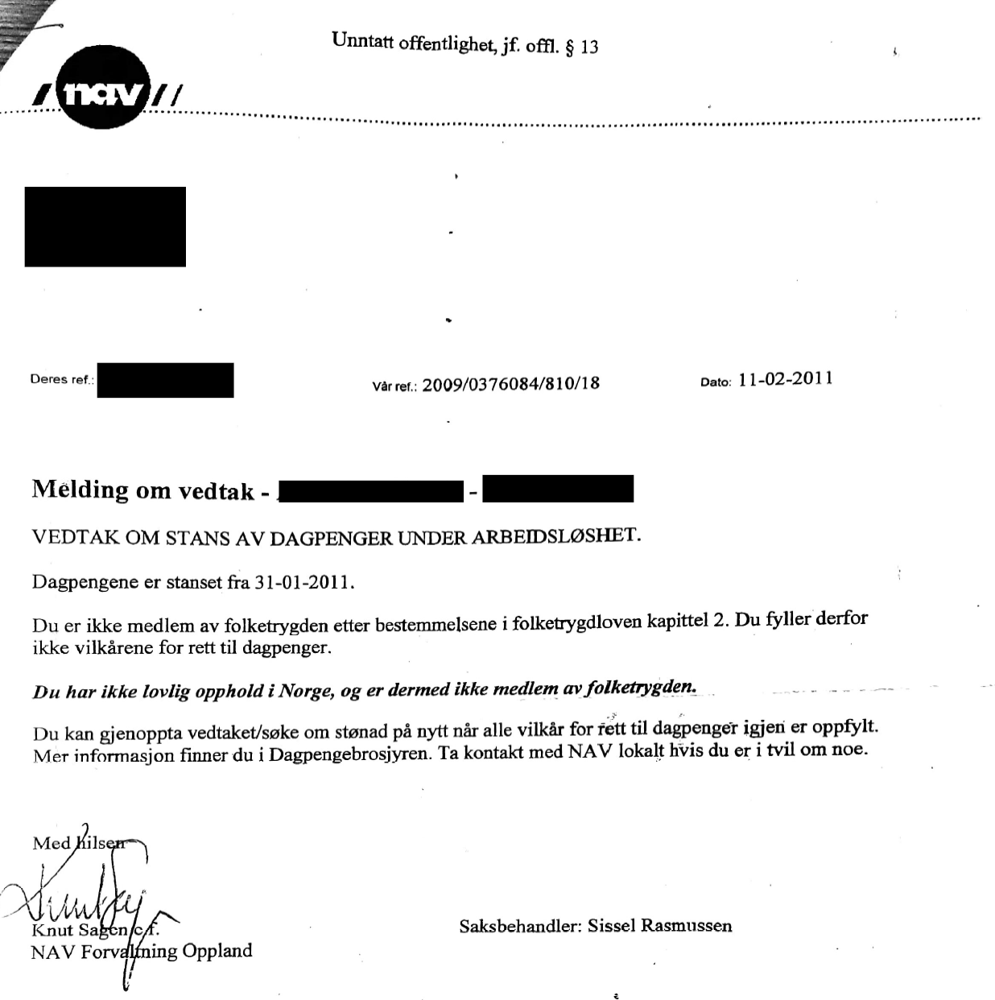 Unntatt offentlighet, jf. offl. § 13
nav
Deres ref.:
Vår ref.: 2009/0376084/810/18
Dato: 11-02-2011
Melding om vedtak - -
VEDTAK OM STANS AV DAGPENGER UNDER ARBEIDSLØSHET.
Dagpengene er stanset fra 31-01-2011.
Du er ikke medlem av folketrygden etter bestemmelsene i folketrygdloven kapittel 2. Du fyller derfor
ikke vilkårene for rett til dagpenger.
Du har ikke lovlig opphold i Norge, og er dermed ikke medlem av folketrygden.
Du kan gjenoppta vedtaket/søke om stønad på nytt når alle vilkår for rett til dagpenger igjen er oppfylt.
Mer informasjon finner du i Dagpengebrosjyren. Ta kontakt med NAV lokalt hvis du er i tvil om noe.
Med hilsen
Knut Sagen e.f.
NAV Forvaltning Oppland
Saksbehandler: Sissel Rasmussen